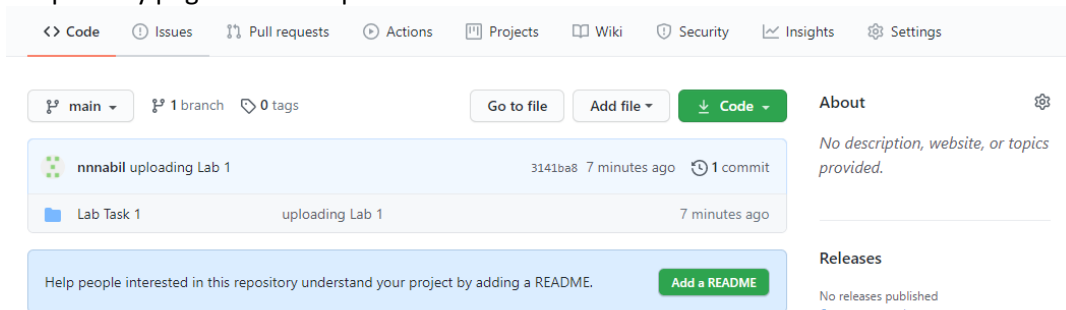 <> Code Issues Pull requests Actions Projects Wiki Security Insights Settings
main 1 branch 0 tags Go to file Add file Code
nnnabil uploading Lab 1 3141ba8 7 minutes ago 1 commit
Lab Task 1 uploading Lab 1 7 minutes ago
Help people interested in this repository understand your project by adding a README. Add a README
About
No description, website, or topics
provided.
Releases
No releases published